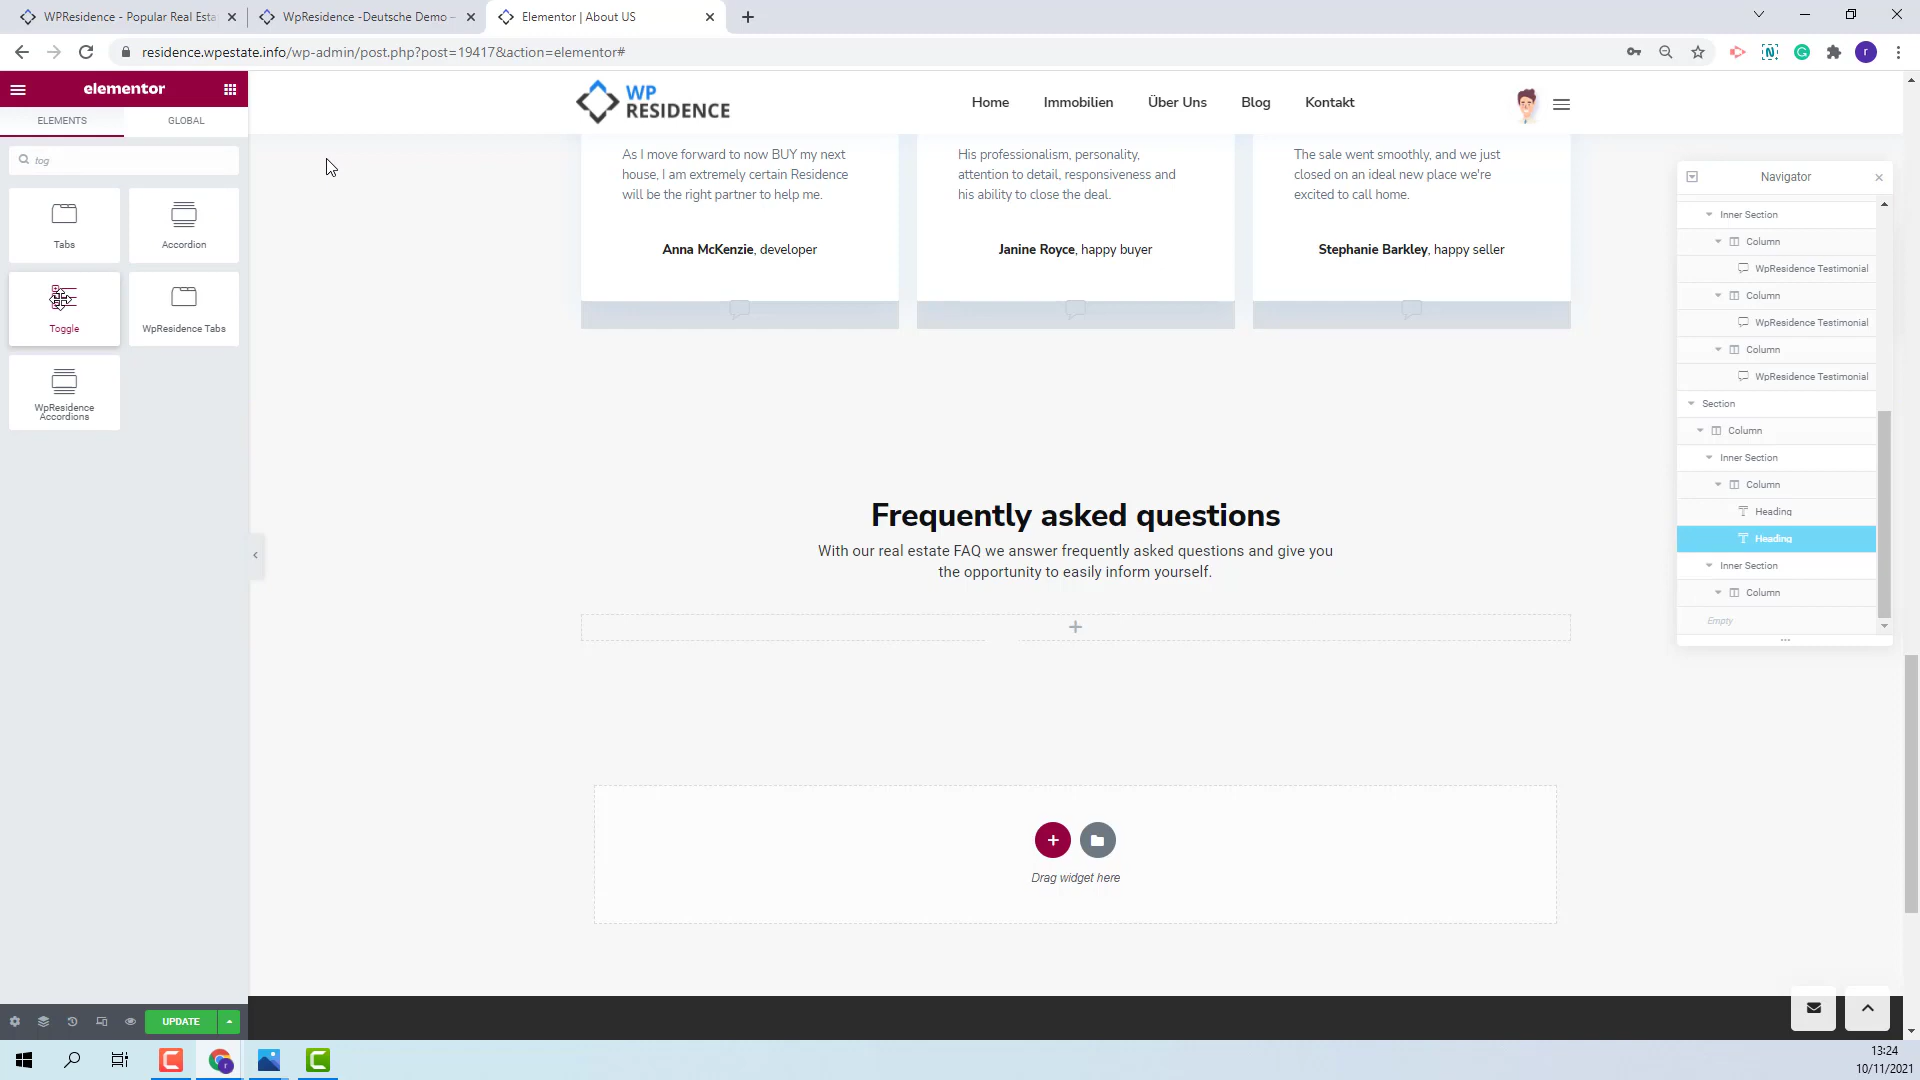 WPResidence - Popular Real Esta
WpResidence -Deutsche Demo –
Elementor | About US
residence.wpestate.info/wp-admin/post.php?post=19417&action=elementor#
r
elementor
ELEMENTS
GLOBAL
tog
Tabs
Accordion
Toggle
WpResidence Tabs
WpResidence
Accordions
UPDATE
WP
RESIDENCE
Home
Immobilien
Über Uns
Blog
Kontakt
As I move forward to now BUY my next
house, I am extremely certain Residence
will be the right partner to help me.
Anna McKenzie, developer
His professionalism, personality,
attention to detail, responsiveness and
his ability to close the deal.
Janine Royce, happy buyer
The sale went smoothly, and we just
closed on an ideal new place we're
excited to call home.
Stephanie Barkley, happy seller
Frequently asked questions
With our real estate FAQ we answer frequently asked questions and give you
the opportunity to easily inform yourself.
Drag widget here
Navigator
Inner Section
Column
WpResidence Testimonial
Column
WpResidence Testimonial
Column
WpResidence Testimonial
Section
Column
Inner Section
Column
Heading
Heading
Inner Section
Column
Empty
13:24
10/11/2021